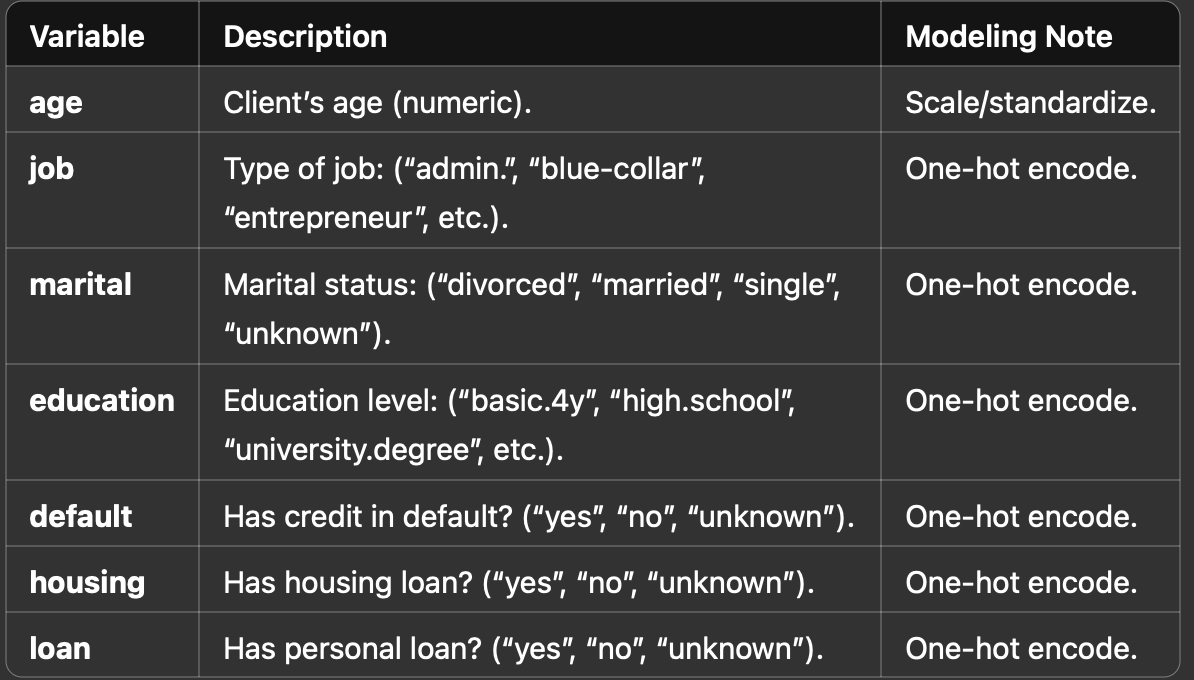 Variable Description Modeling Note
age Client’s age (numeric). Scale/standardize.
job Type of job: (“admin.”, “blue-collar”, One-hot encode.
“entrepreneur”, etc.).
marital Marital status: (“divorced”, “married”, “single”, One-hot encode.
“unknown”).
education Education level: (“basic.4y”, “high.school”, One-hot encode.
“university.degree”, etc.).
default Has credit in default? (“yes”, “no”, “unknown”). One-hot encode.
housing Has housing loan? (“yes”, “no”, “unknown”). One-hot encode.
loan Has personal loan? (“yes”, “no”, “unknown”). One-hot encode.